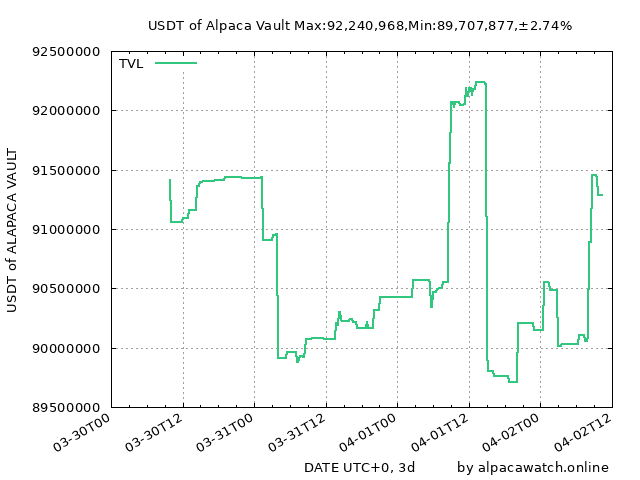 USDT of Alpaca Vault Max:92,240,968,Min:89,707,877,±2.74%
TVL
USDT of ALAPACA VAULT
92500000
92000000
91500000
91000000
90500000
90000000
89500000
03-30T00
03-30T12
03-31T00
03-31T12
04-01T00
04-01T12
04-02T00
04-02T12
DATE UTC+0, 3d
by alpacawatch.online